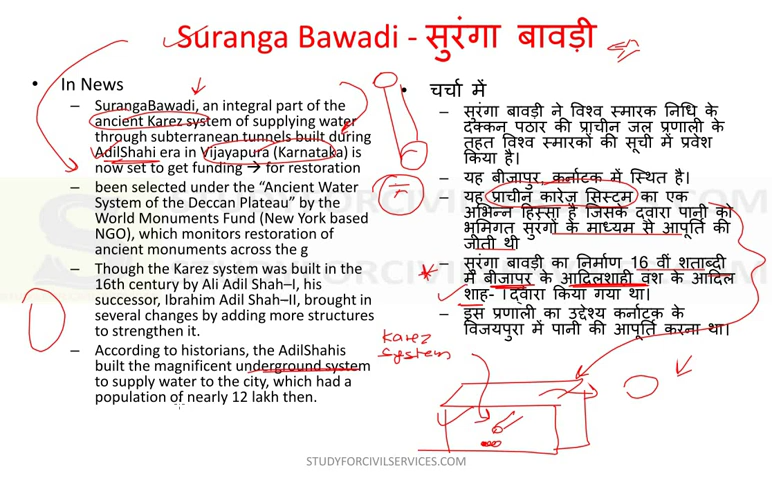 Suranga Bawadi - सुरंगा बावड़ी
• In News
– SurangaBawadi, an integral part of the
ancient Karez system of supplying water
through subterranean tunnels built during
AdilShahi era in Vijayapura (Karnataka) is
now set to get funding → for restoration
– been selected under the “Ancient Water
System of the Deccan Plateau” by the
World Monuments Fund (New York based
NGO), which monitors restoration of
ancient monuments across the g
– Though the Karez system was built in the
16th century by Ali Adil Shah–I, his
successor, Ibrahim Adil Shah–II, brought in
several changes by adding more structures
to strengthen it.
– According to historians, the AdilShahis
built the magnificent underground system
to supply water to the city, which had a
population of nearly 12 lakh then.
• चर्चा में
– सुरंगा बावड़ी ने विश्व स्मारक निधि के
दक्कन पठार की प्राचीन जल प्रणाली के
तहत विश्व स्मारकों की सूची में प्रवेश
किया है।
– यह बीजापुर, कर्नाटक में स्थित है।
– यह प्राचीन कारेज़ सिस्टम का एक
अभिन्न हिस्सा है जिसके द्वारा पानी को
भूमिगत सुरंगों के माध्यम से आपूर्ति की
जीती थी
– सुरंगा बावड़ी का निर्माण 16 वीं शताब्दी
में बीजापुर के आदिलशाही वंश के आदिल
शाह- I द्वारा किया गया था।
– इस प्रणाली का उद्देश्य कर्नाटक के
विजयपुरा में पानी की आपूर्ति करना था।
Karez
System
STUDYFORCIVILSERVICES.COM